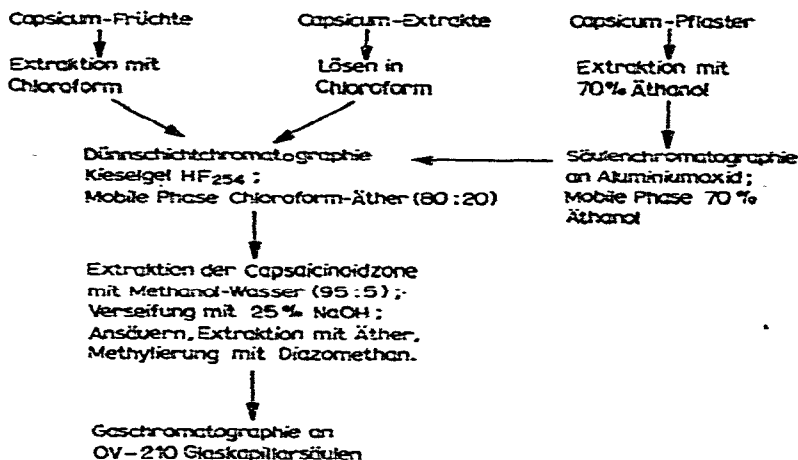 Capsicum-Früchte
Extraktion mit
Chloroform
Capsicum-Extrakte
Lösen in
Chloroform
Capsicum-Pflaster
Extraktion mit
70% Äthanol
Dünnschichtchromatographie
Kieselgel HF254;
Mobile Phase Chloroform-Äther (80:20)
Säulenchromatographie
an Aluminiumoxid;
Mobile Phase 70%
Äthanol
Extraktion der Capsaicinoidzone
mit Methanol-Wasser (95:5);
Verseifung mit 25% NaOH;
Ansäuern, Extraktion mit Äther,
Methylierung mit Diazomethan.
Gaschromatographie an
OV-210 Glaskapillarsäulen